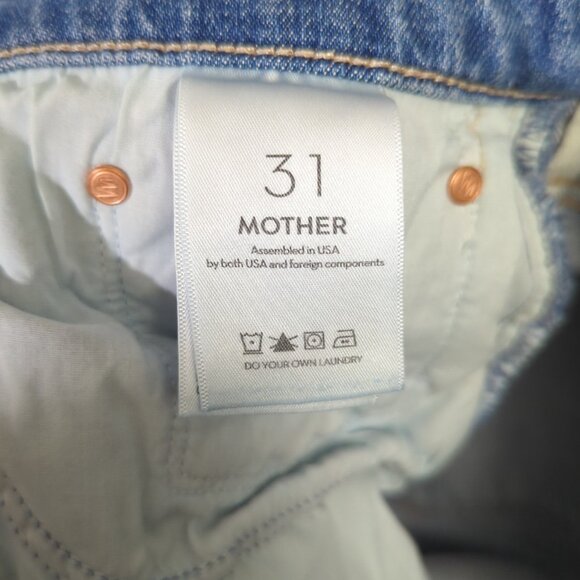 31
MOTHER
Assembled in USA
by both USA and foreign components
DO YOUR OWN LAUNDRY